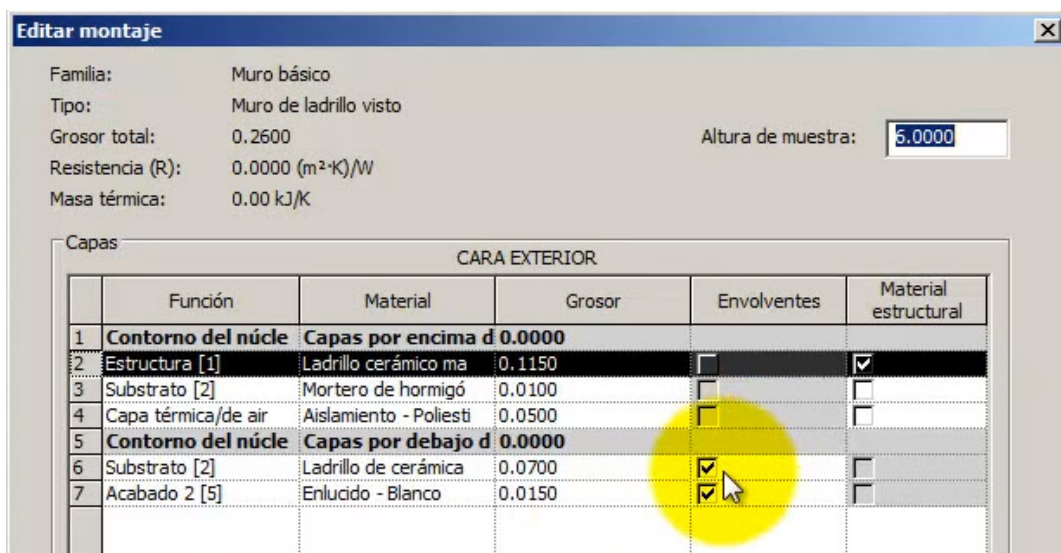 Editar montaje
Familia: Muro básico
Tipo: Muro de ladrillo visto
Grosor total: 0.2600 Altura de muestra: 6.0000
Resistencia (R): 0.0000 (m²·K)/W
Masa térmica: 0.00 kJ/K
Capas
CARA EXTERIOR
Función Material Grosor Envolventes Material estructural
1 Contorno del núcle Capas por encima d 0.0000
2 Estructura [1] Ladrillo cerámico ma 0.1150
3 Substrato [2] Mortero de hormigó 0.0100
4 Capa térmica/de air Aislamiento - Poliesti 0.0500
5 Contorno del núcle Capas por debajo d 0.0000
6 Substrato [2] Ladrillo de cerámica 0.0700
7 Acabado 2 [5] Enlucido - Blanco 0.0150